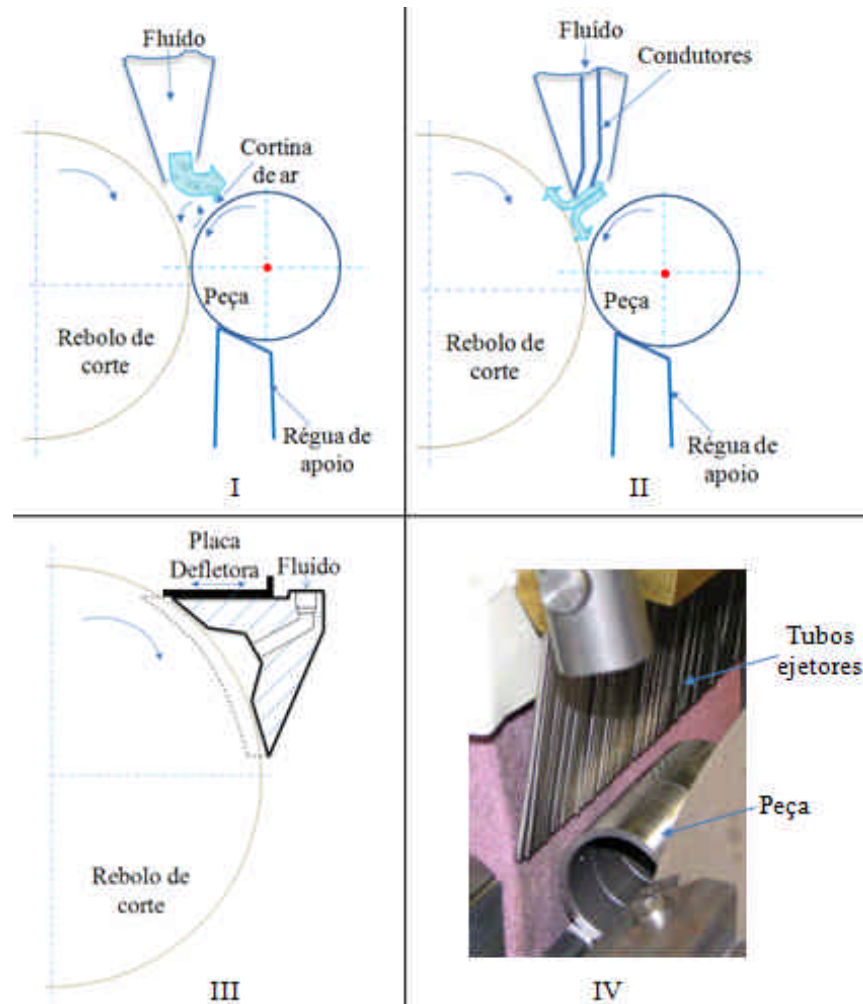 Fluído
Cortina
de ar
Peça
Rebolo de
corte
Régua de
apoio
I
Fluído
Condutores
Peça
Rebolo de
corte
Régua de
apoio
II
Placa
Defletora
Fluído
Rebolo de
corte
III
Tubos
ejetores
Peça
IV